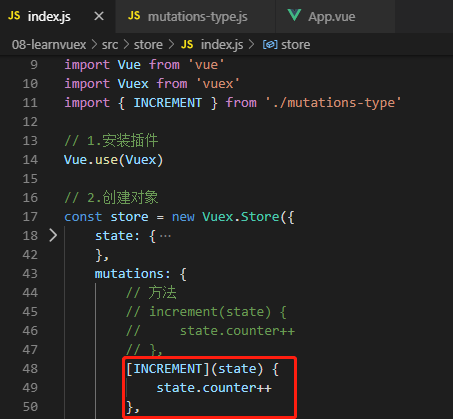 JS index.js × JS mutations-type.js App.vue
08-learnvuex > src > store > JS index.js > store
9 import Vue from 'vue'
10 import Vuex from 'vuex'
11 import { INCREMENT } from './mutations-type'
12
13 // 1.安装插件
14 Vue.use(Vuex)
15
16 // 2.创建对象
17 const store = new Vuex.Store({
18 > state: { ···
42 },
43 mutations: {
44 // 方法
45 // increment(state) {
46 // state.counter++
47 // },
48 [INCREMENT](state) {
49 state.counter++
50 },